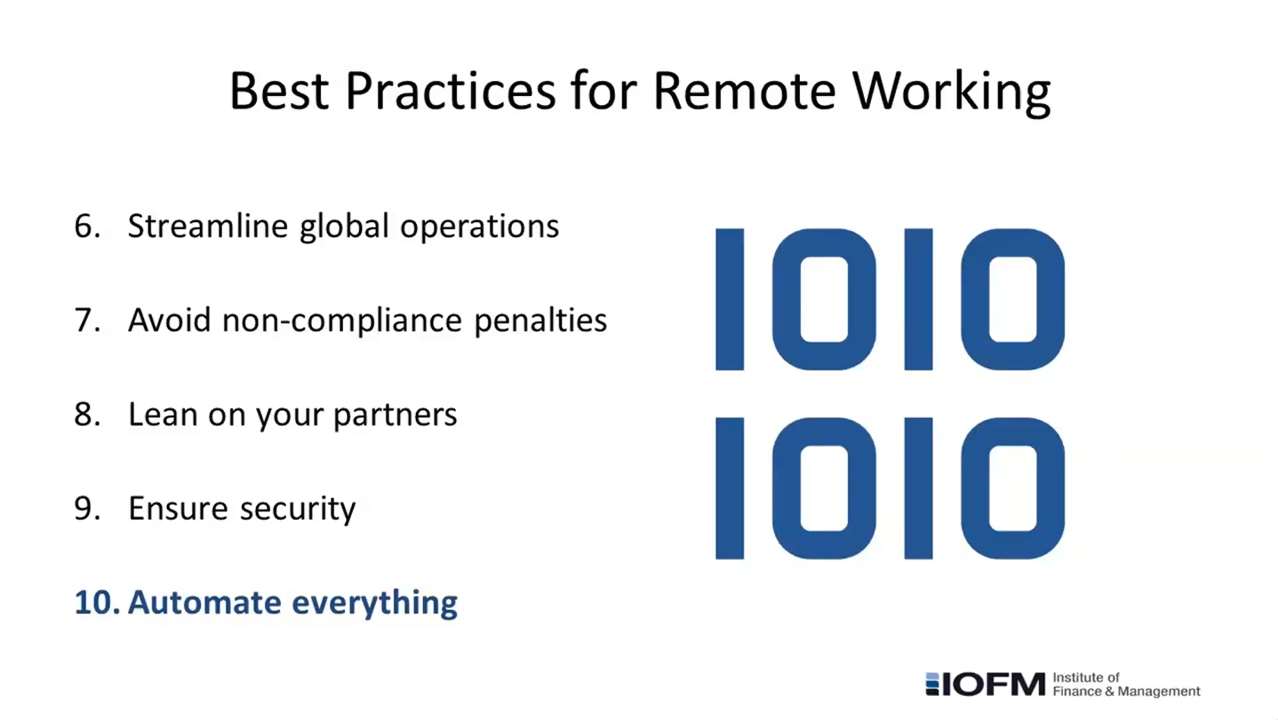 Best Practices for Remote Working
6. Streamline global operations
7. Avoid non-compliance penalties
8. Lean on your partners
9. Ensure security
10. Automate everything
1010
1010
IOFM Institute of
Finance & Management